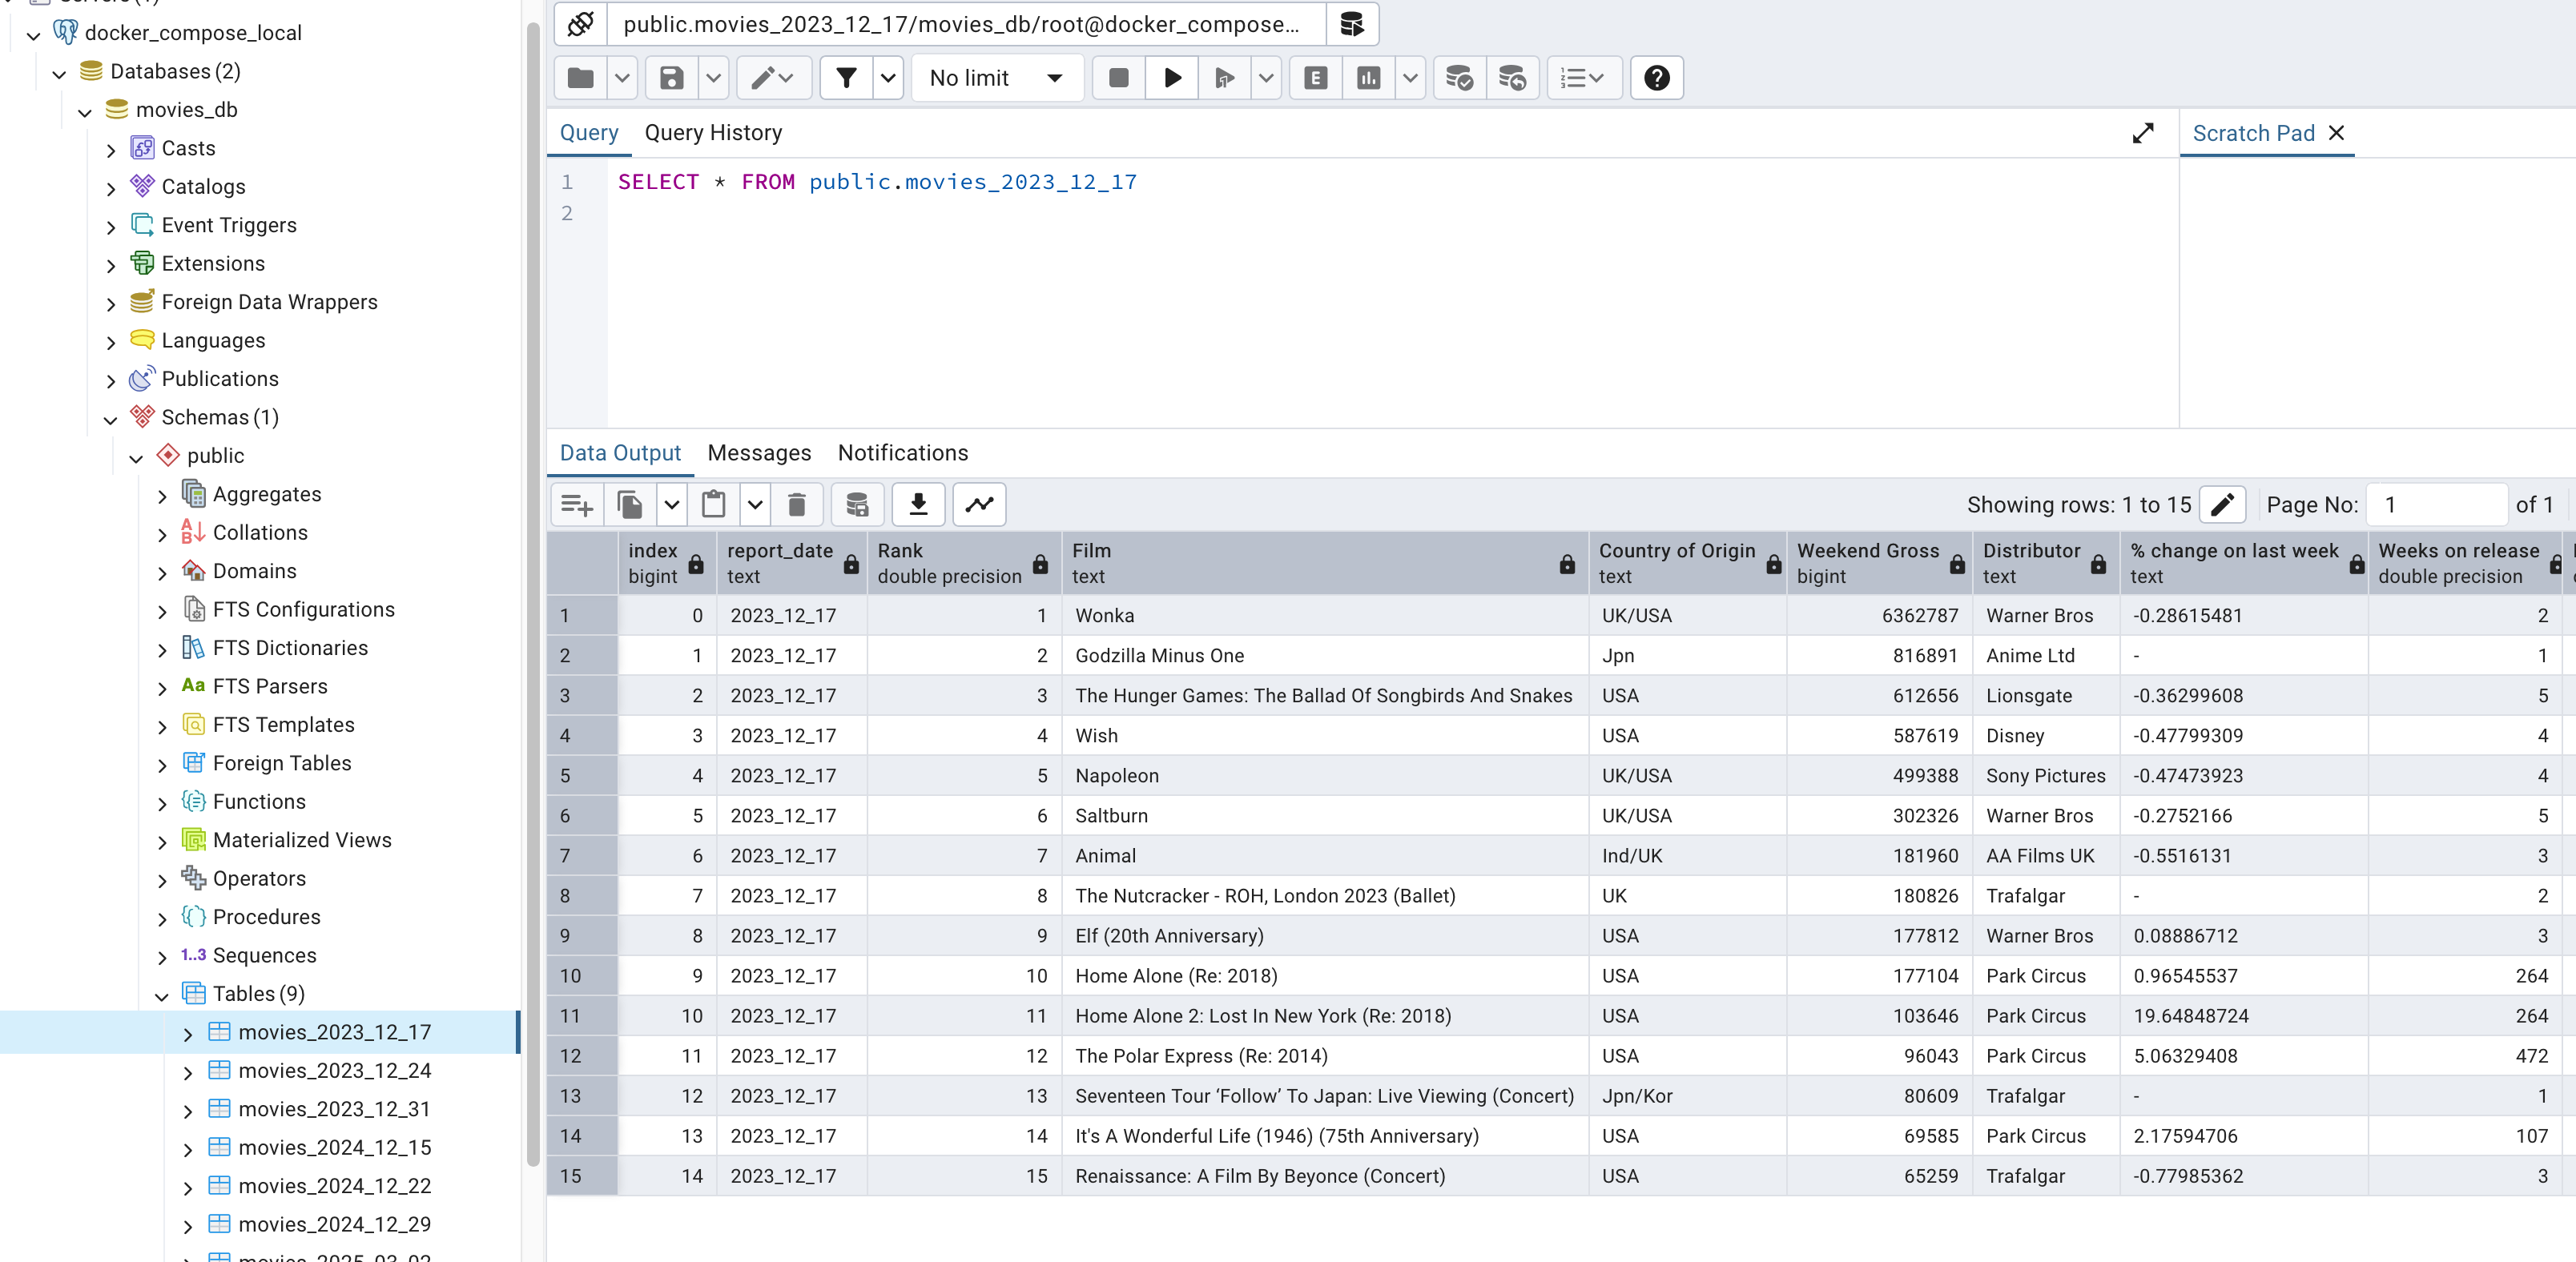 docker_compose_local
Databases (2)
movies_db
Casts
Catalogs
Event Triggers
Extensions
Foreign Data Wrappers
Languages
Publications
Schemas (1)
public
Aggregates
Collations
Domains
FTS Configurations
FTS Dictionaries
Aa FTS Parsers
FTS Templates
Foreign Tables
Functions
Materialized Views
Operators
Procedures
1..3 Sequences
Tables (9)
movies_2023_12_17
movies_2023_12_24
movies_2023_12_31
movies_2024_12_15
movies_2024_12_22
movies_2024_12_29
public.movies_2023_12_17/movies_db/root@docker_compose...
No limit
E
Query Query History
Scratch Pad
1 SELECT * FROM public.movies_2023_12_17
2
Data Output Messages Notifications
Showing rows: 1 to 15 Page No: 1 of 1
index report_date Rank Film Country of Origin Weekend Gross Distributor % change on last week Weeks on release
bigint text double precision text text bigint text text double precision
1 0 2023_12_17 1 Wonka UK/USA 6362787 Warner Bros -0.28615481 2
2 1 2023_12_17 2 Godzilla Minus One Jpn 816891 Anime Ltd - 1
3 2 2023_12_17 3 The Hunger Games: The Ballad Of Songbirds And Snakes USA 612656 Lionsgate -0.36299608 5
4 3 2023_12_17 4 Wish USA 587619 Disney -0.47799309 4
5 4 2023_12_17 5 Napoleon UK/USA 499388 Sony Pictures -0.47473923 4
6 5 2023_12_17 6 Saltburn UK/USA 302326 Warner Bros -0.2752166 5
7 6 2023_12_17 7 Animal Ind/UK 181960 AA Films UK -0.5516131 3
8 7 2023_12_17 8 The Nutcracker - ROH, London 2023 (Ballet) UK 180826 Trafalgar - 2
9 8 2023_12_17 9 Elf (20th Anniversary) USA 177812 Warner Bros 0.08886712 3
10 9 2023_12_17 10 Home Alone (Re: 2018) USA 177104 Park Circus 0.96545537 264
11 10 2023_12_17 11 Home Alone 2: Lost In New York (Re: 2018) USA 103646 Park Circus 19.64848724 264
12 11 2023_12_17 12 The Polar Express (Re: 2014) USA 96043 Park Circus 5.06329408 472
13 12 2023_12_17 13 Seventeen Tour ‘Follow’ To Japan: Live Viewing (Concert) Jpn/Kor 80609 Trafalgar - 1
14 13 2023_12_17 14 It's A Wonderful Life (1946) (75th Anniversary) USA 69585 Park Circus 2.17594706 107
15 14 2023_12_17 15 Renaissance: A Film By Beyonce (Concert) USA 65259 Trafalgar -0.77985362 3